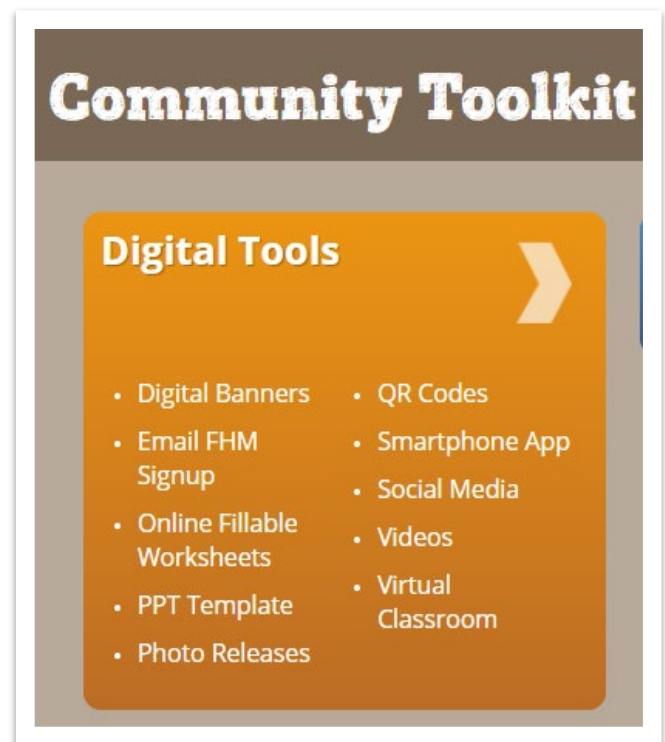 Community Toolkit
Digital Tools
• Digital Banners
• Email FHM
Signup
• Online Fillable
Worksheets
• PPT Template
• Photo Releases
• QR Codes
• Smartphone App
• Social Media
• Videos
• Virtual
Classroom